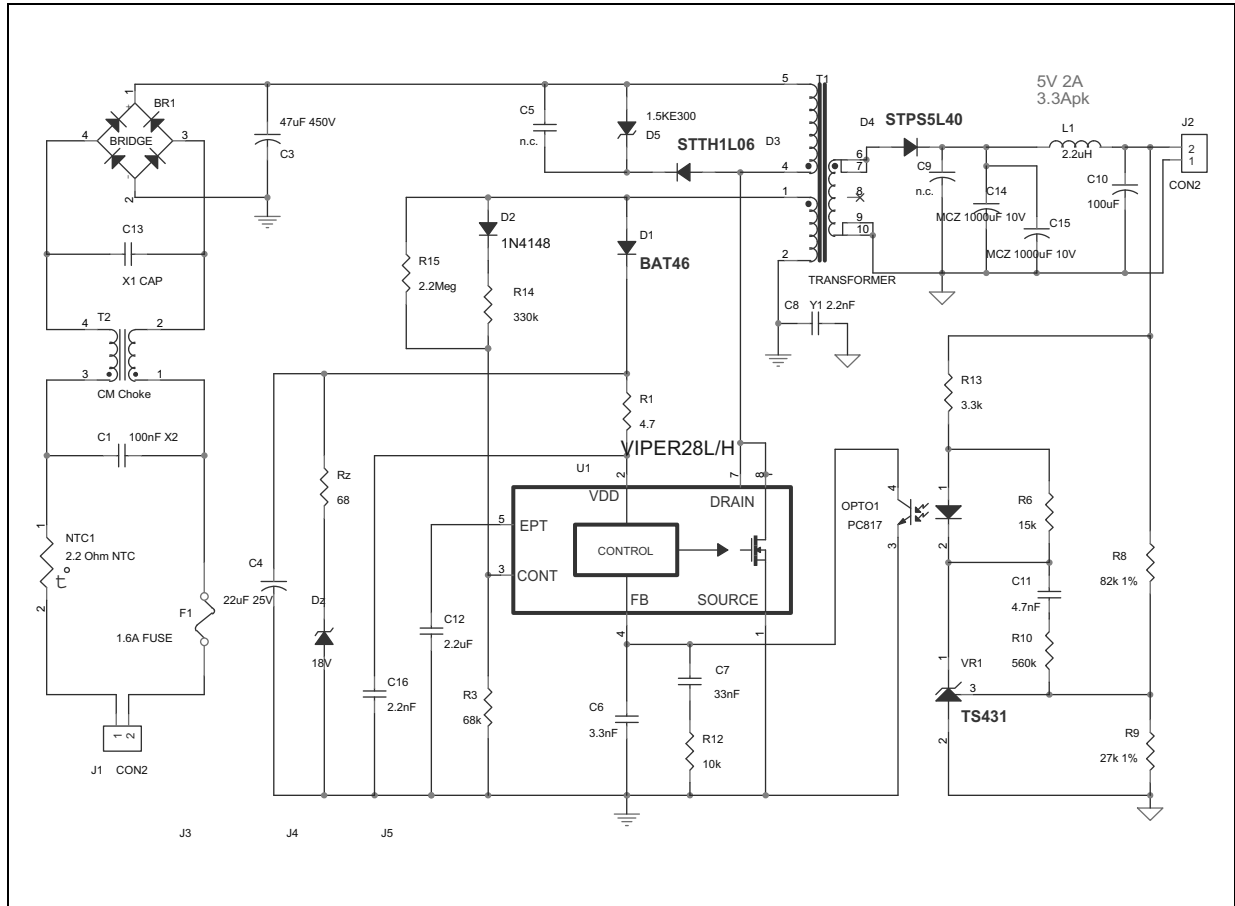 5V 2A
3.3Apk
BR1
BRIDGE
1
4
3
2
+
-
47uF 450V
C3
C5
n.c.
1.5KE300
D5
STTH1L06
D3
T1
5
4
1
2
6
7
8
9
10
TRANSFORMER
D4
STPS5L40
L1
2.2uH
J2
2
1
CON2
C9
n.c.
C14
MCZ 1000uF 10V
C15
MCZ 1000uF 10V
C10
100uF
C13
X1 CAP
D2
1N4148
D1
BAT46
R15
2.2Meg
R14
330k
C8
Y1 2.2nF
T2
4
2
3
1
CM Choke
C1
100nF X2
R1
4.7
R13
3.3k
VIPER28L/H
U1
2
7
8
VDD
DRAIN
5
EPT
CONTROL
3
CONT
FB
SOURCE
4
1
Rz
68
OPTO1
PC817
4
3
1
2
R6
15k
R8
82k 1%
NTC1
2.2 Ohm NTC
1
2
t°
C4
22uF 25V
Dz
18V
C12
2.2uF
C11
4.7nF
R10
560k
F1
1.6A FUSE
C16
2.2nF
R3
68k
C7
33nF
C6
3.3nF
R12
10k
1
VR1
3
TS431
2
R9
27k 1%
1
2
J1
CON2
J3
J4
J5